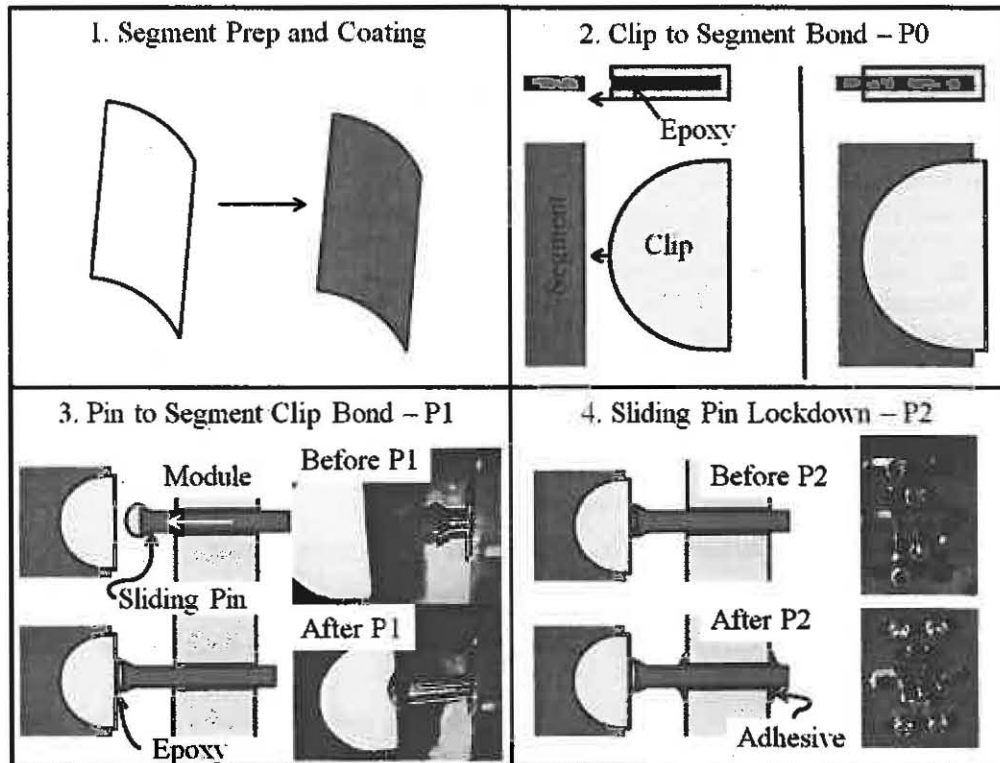 1. Segment Prep and Coating
2. Clip to Segment Bond – P0
Epoxy
Segment
Clip
3. Pin to Segment Clip Bond – P1
Module
Before P1
Sliding Pin
After P1
Epoxy
4. Sliding Pin Lockdown – P2
Before P2
After P2
Adhesive